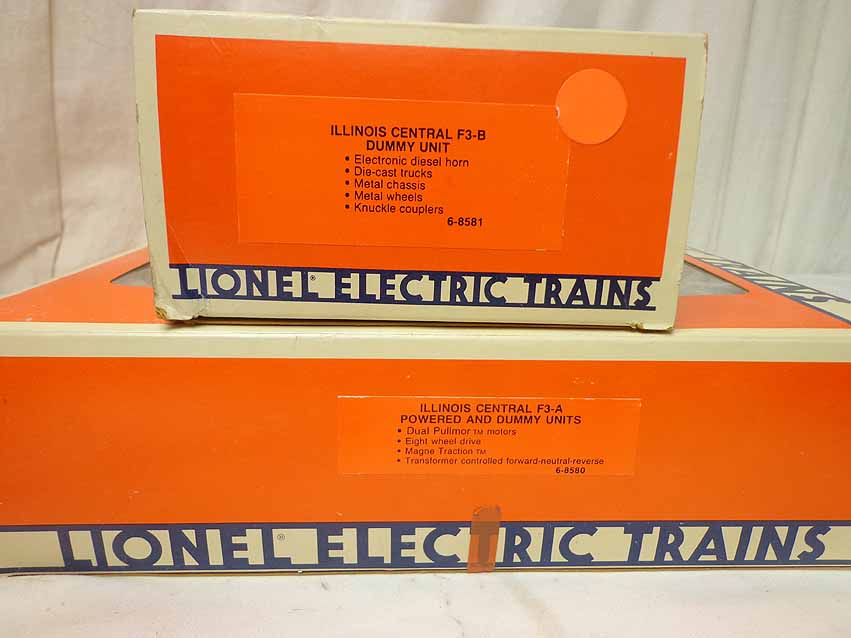 ILLINOIS CENTRAL F3-B
DUMMY UNIT
• Electronic diesel horn
• Die-cast trucks
• Metal chassis
• Metal wheels
• Knuckle couplers
6-8581
LIONEL® ELECTRIC TRAINS
AINS
ILLINOIS CENTRAL F3-A
POWERED AND DUMMY UNITS
• Dual Pullmor TM motors
• Eight wheel drive
• Magne Traction TM
• Transformer controlled forward-neutral-reverse
6-8580
LIONEL® ELECTRIC TRAINS